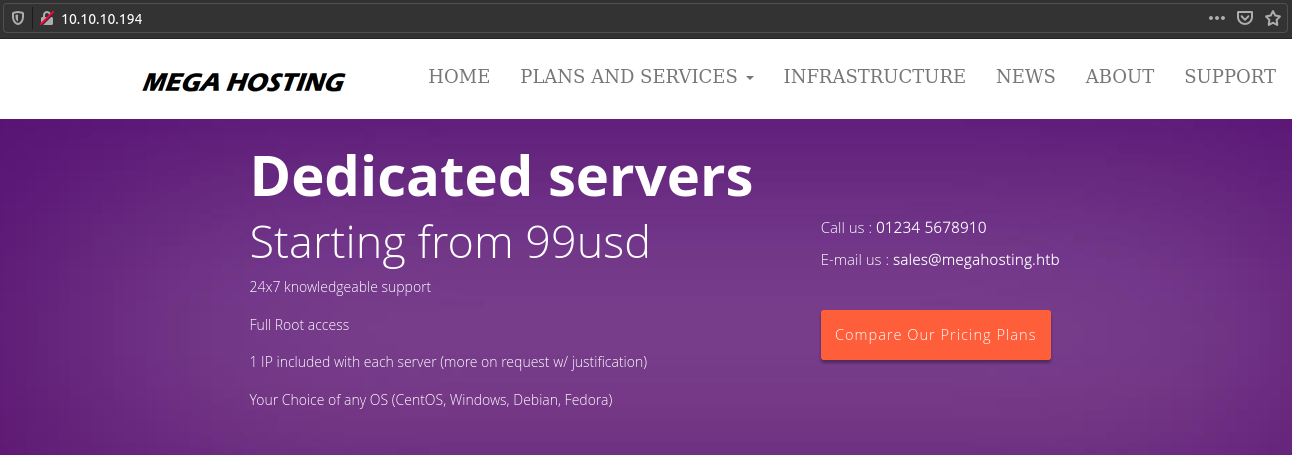 10.10.10.194
MEGA HOSTING
HOME PLANS AND SERVICES INFRASTRUCTURE NEWS ABOUT SUPPORT
Dedicated servers
Starting from 99usd
24x7 knowledgeable support
Full Root access
1 IP included with each server (more on request w/ justification)
Your Choice of any OS (CentOS, Windows, Debian, Fedora)
Call us : 01234 5678910
E-mail us : sales@megahosting.htb
Compare Our Pricing Plans